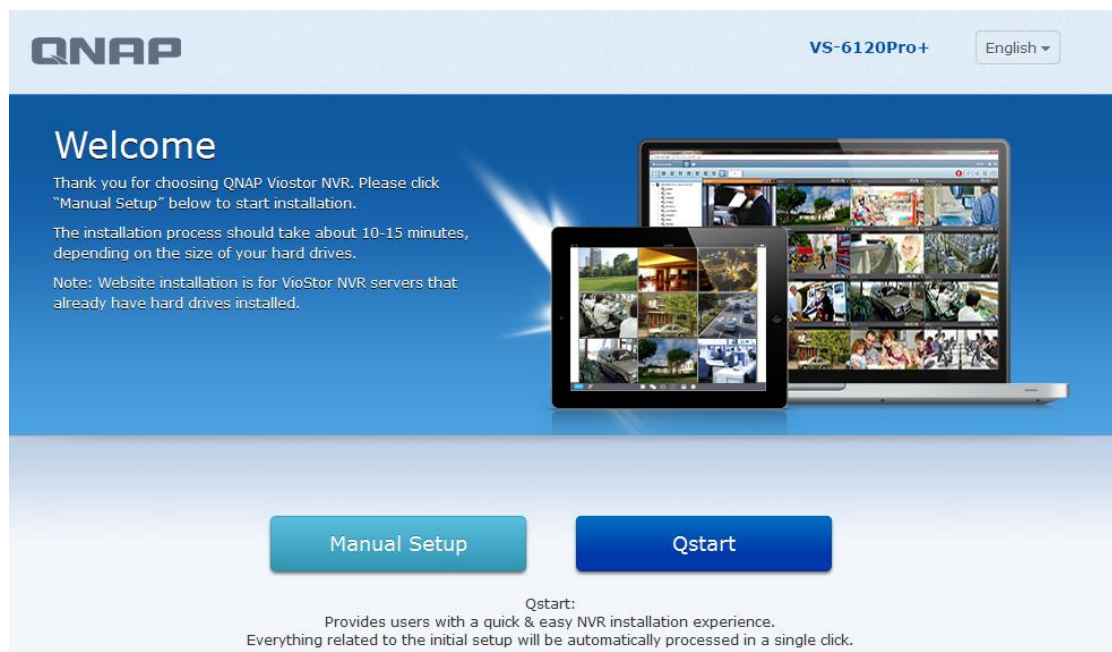 QNAP
VS-6120Pro+
English
Welcome
Thank you for choosing QNAP Viostor NVR. Please click
“Manual Setup” below to start installation.
The installation process should take about 10-15 minutes,
depending on the size of your hard drives.
Note: Website installation is for VioStor NVR servers that
already have hard drives installed.
Manual Setup
Qstart
Qstart:
Provides users with a quick & easy NVR installation experience.
Everything related to the initial setup will be automatically processed in a single click.